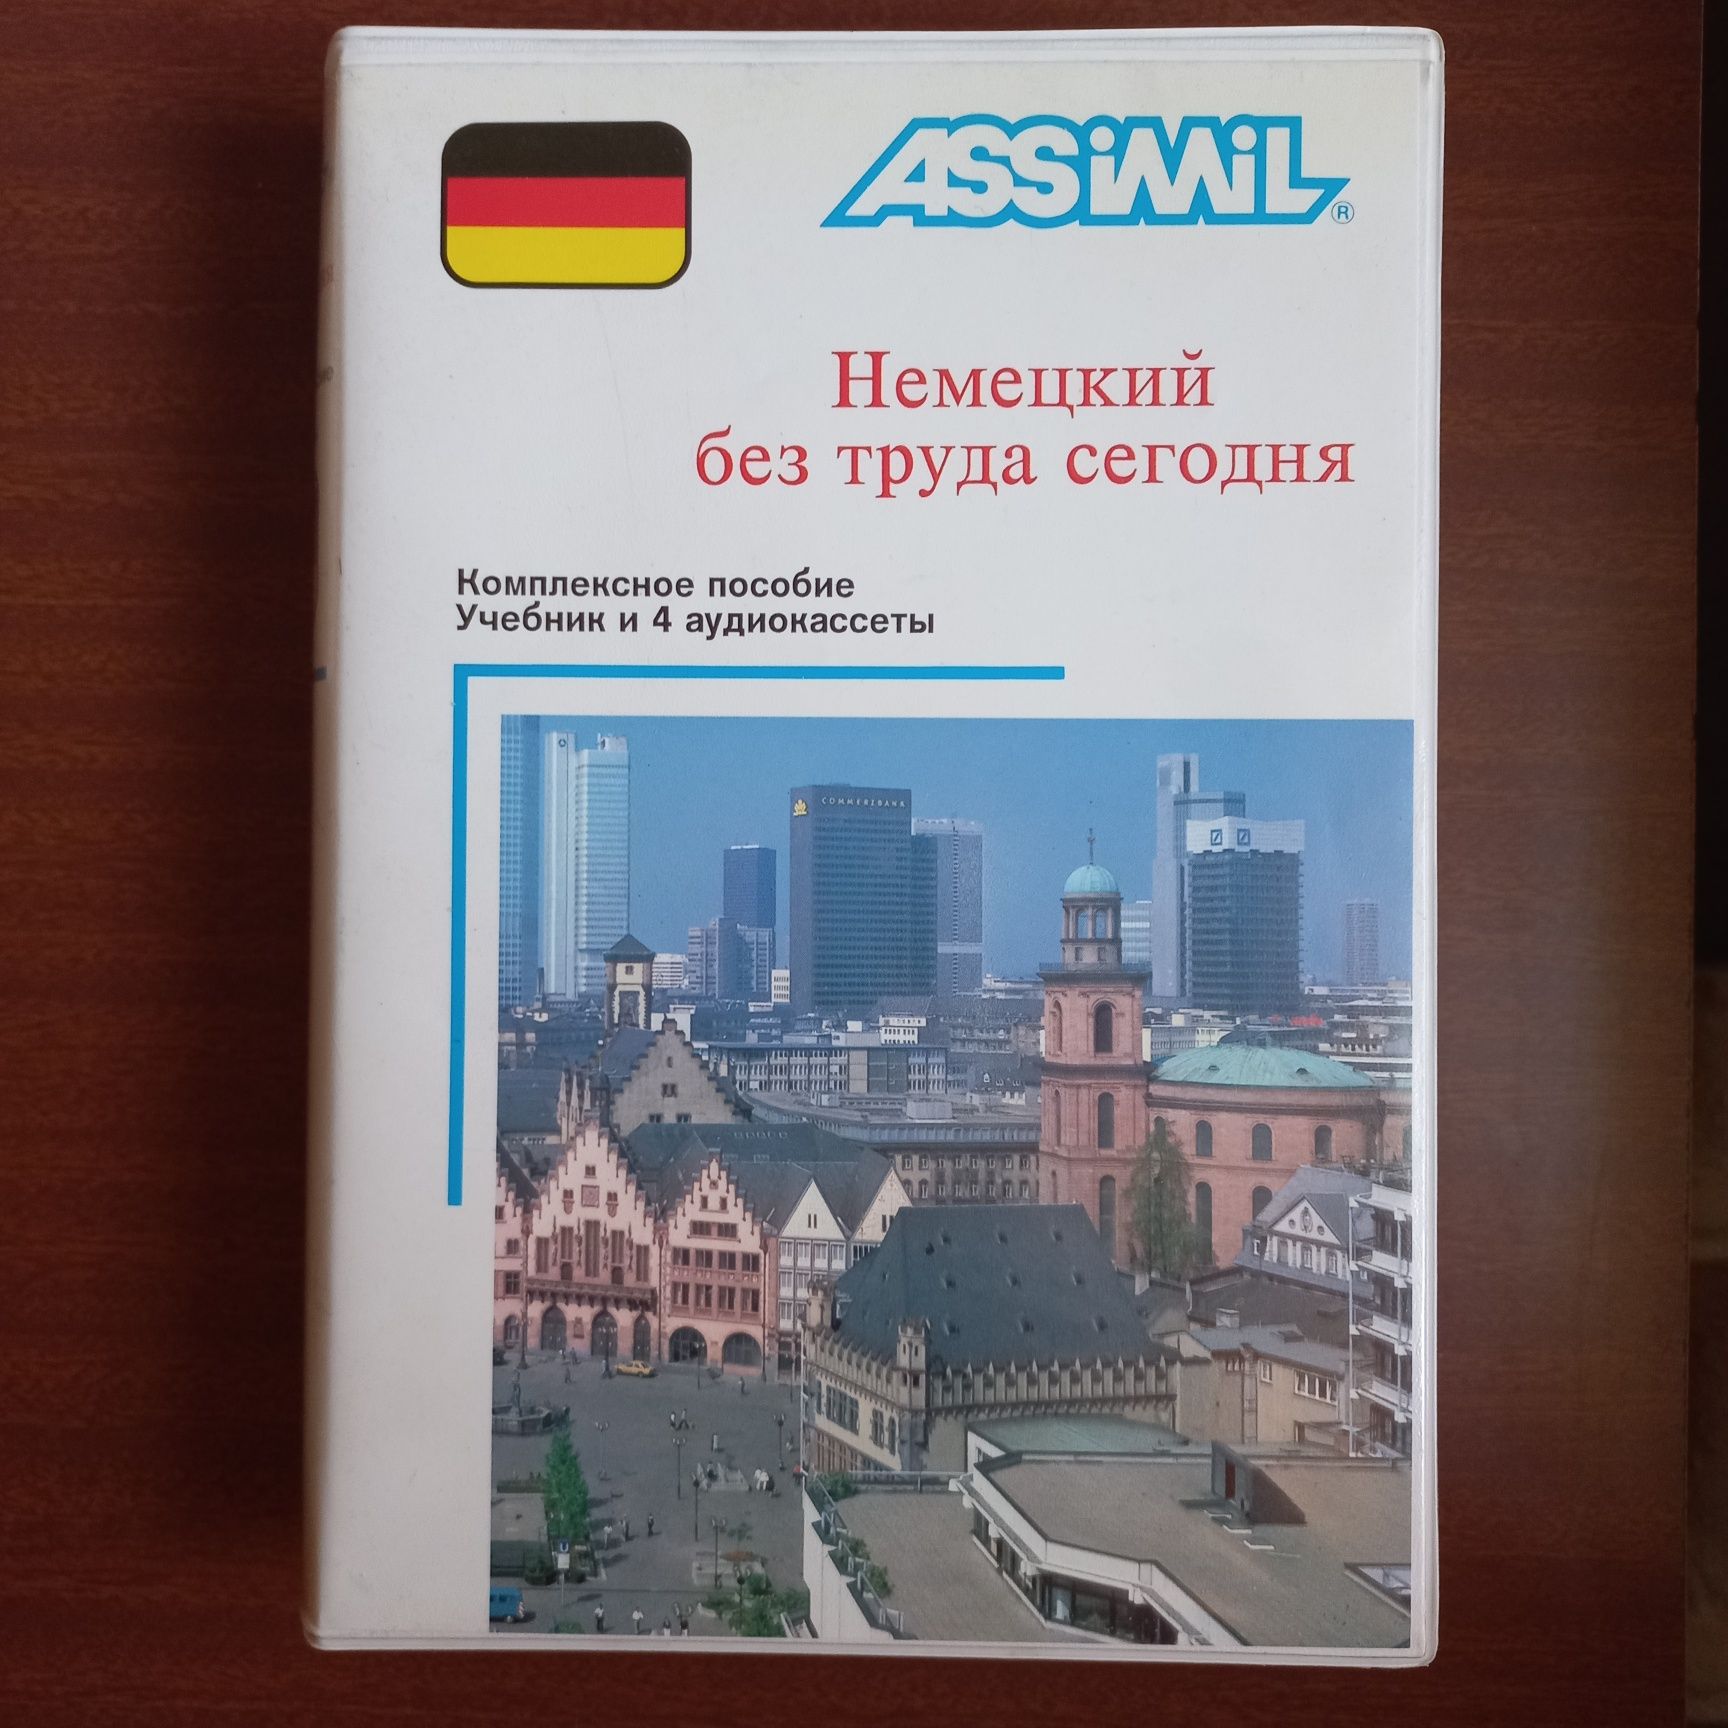 ASSiMiL®
Немецкий
без труда сегодня
Комплексное пособие
Учебник и 4 аудиокассеты
COMMERZBANK
U